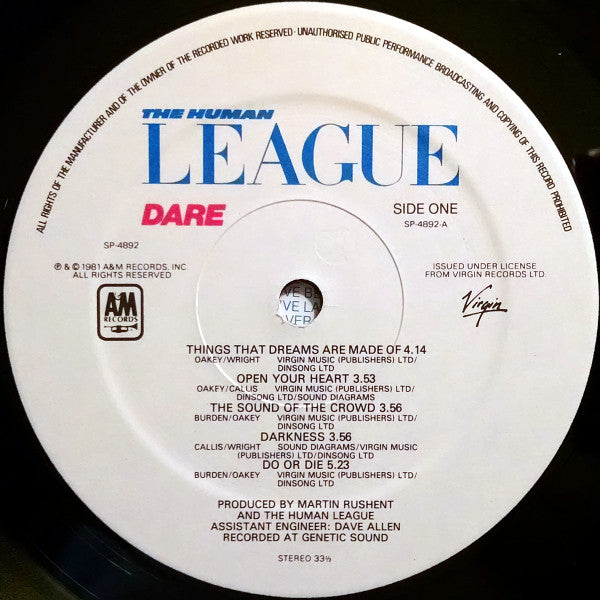 ALL RIGHTS OF THE MANUFACTURER AND OF THE OWNER OF THE RECORDED WORK RESERVED · UNAUTHORISED PUBLIC PERFORMANCE BROADCASTING AND COPYING OF THIS RECORD PROHIBITED
THE HUMAN
LEAGUE
DARE
SIDE ONE
SP-4892-A
SP-4892
℗ & © 1981 A&M RECORDS, INC.
ALL RIGHTS RESERVED
ISSUED UNDER LICENSE
FROM VIRGIN RECORDS LTD.
A&M
RECORDS
Virgin
'VE LA
THINGS THAT DREAMS ARE MADE OF 4.14
OAKEY/WRIGHT VIRGIN MUSIC (PUBLISHERS) LTD/
DINSONG LTD
OPEN YOUR HEART 3.53
OAKEY/CALLIS VIRGIN MUSIC (PUBLISHERS) LTD/
DINSONG LTD/SOUND DIAGRAMS
THE SOUND OF THE CROWD 3.56
BURDEN/OAKEY VIRGIN MUSIC (PUBLISHERS) LTD/
DINSONG LTD
DARKNESS 3.56
CALLIS/WRIGHT SOUND DIAGRAMS/VIRGIN MUSIC
(PUBLISHERS) LTD/DINSONG LTD
DO OR DIE 5.23
BURDEN/OAKEY VIRGIN MUSIC (PUBLISHERS) LTD/
DINSONG LTD
PRODUCED BY MARTIN RUSHENT
AND THE HUMAN LEAGUE
ASSISTANT ENGINEER: DAVE ALLEN
RECORDED AT GENETIC SOUND
STEREO 33⅓